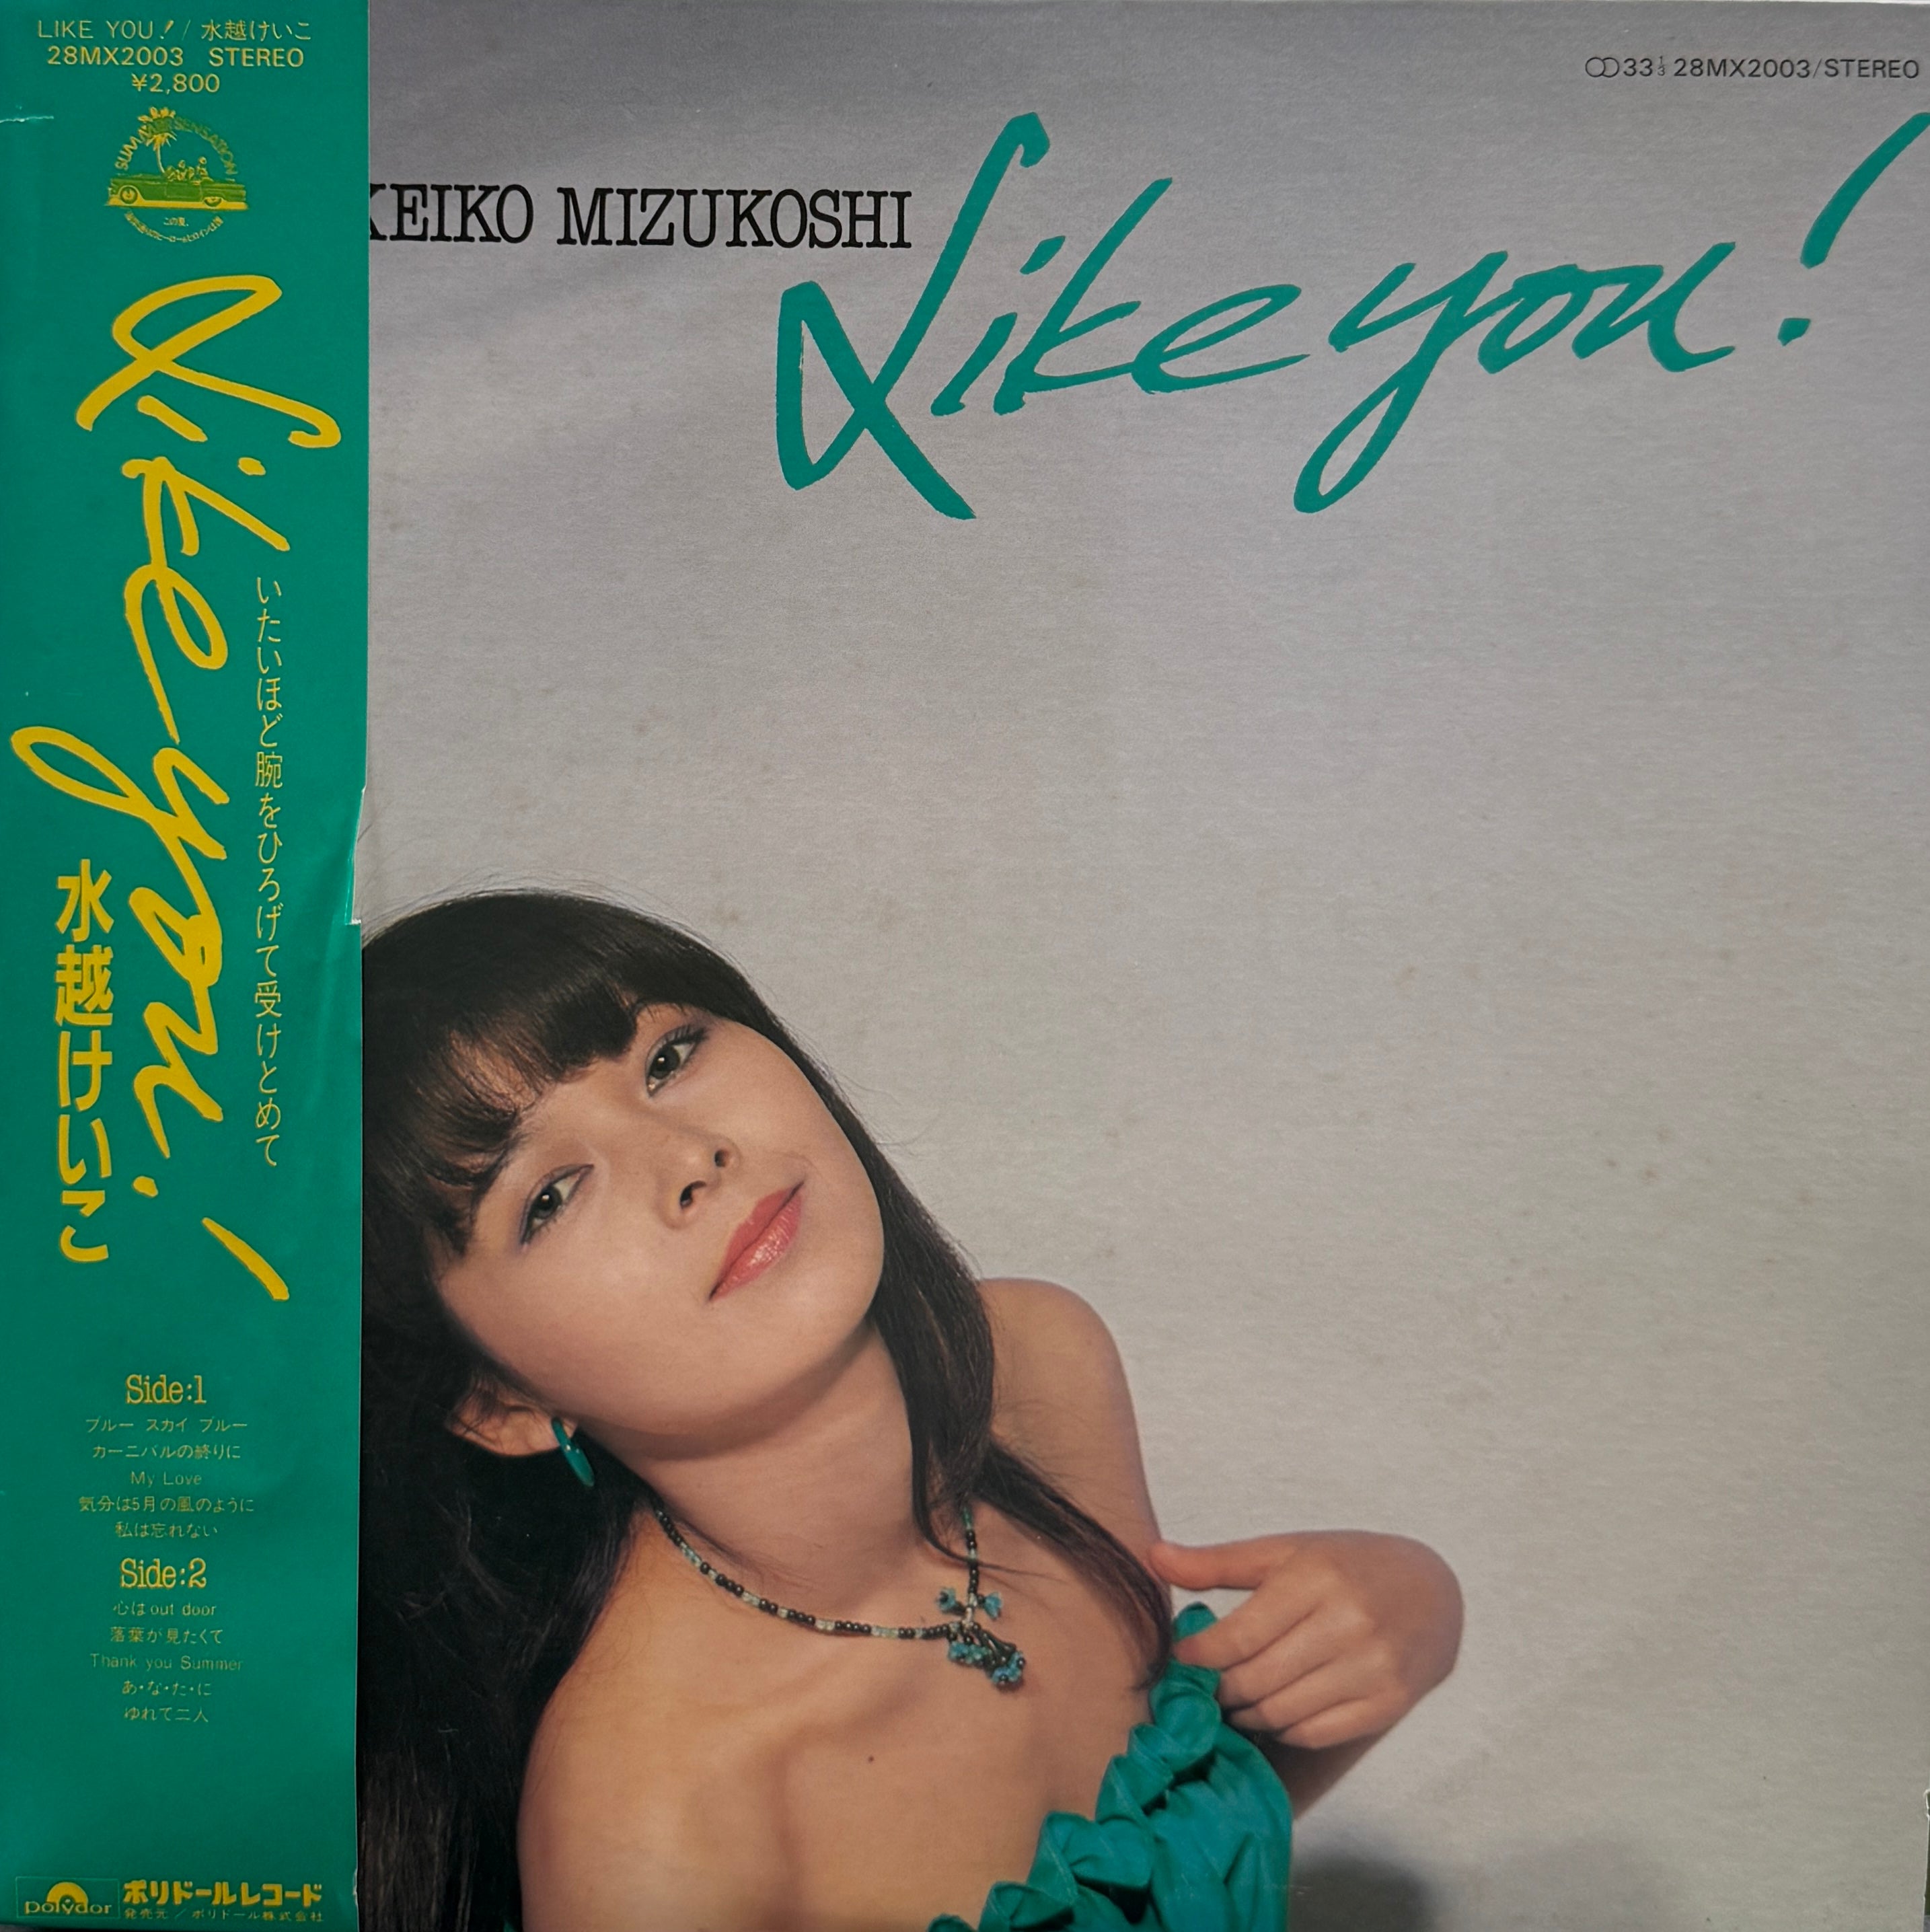 LIKE YOU! / 水越けいこ
28MX2003 STEREO
¥2,800
SUMMER SENSATION
この夏、
Like you!
いたいほど腕をひろげて受けとめて
水越けいこ
Side:1
ブルー スカイ ブルー
カーニバルの終りに
My Love
気分は5月の風のように
私は忘れない
Side:2
心はout door
落葉が見たくて
Thank you Summer
あ・な・た・に
ゆれて二人
polydor
ポリドールレコード
発売元/ポリドール株式会社
33⅓ 28MX2003/STEREO
KEIKO MIZUKOSHI
Like you!